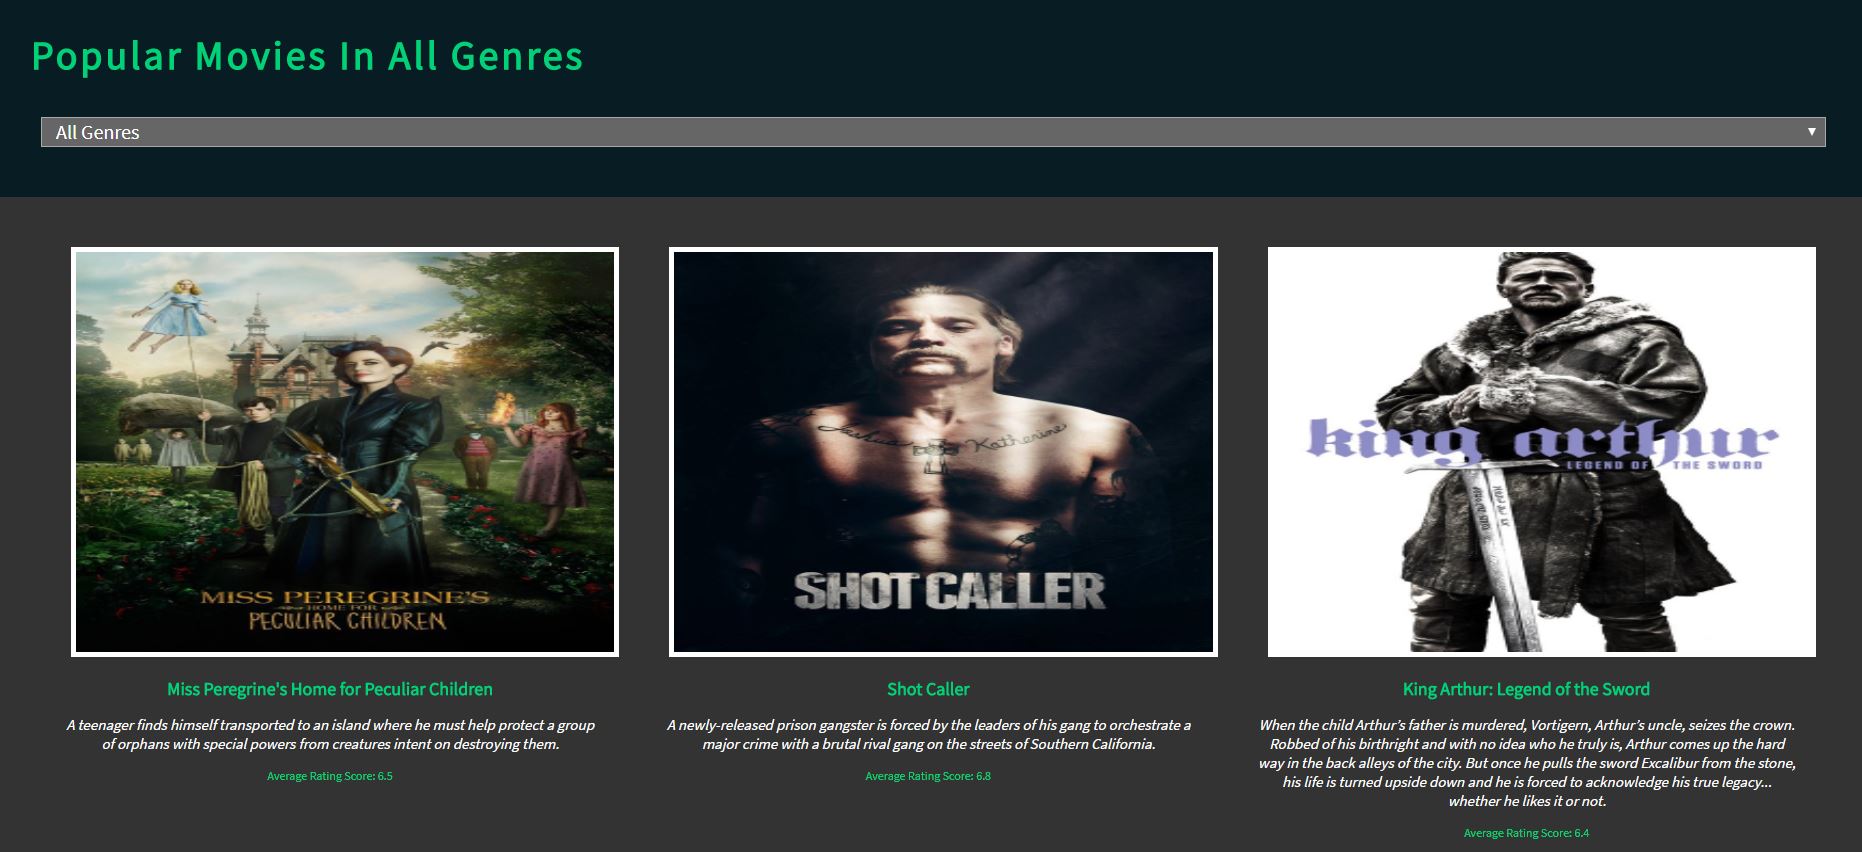 Popular Movies In All Genres
All Genres
MISS PEREGRINE'S
HOME FOR
PECULIAR CHILDREN
Joshua Katherine
SHOT CALLER
king arthur
LEGEND OF THE SWORD
Miss Peregrine's Home for Peculiar Children
A teenager finds himself transported to an island where he must help protect a group
of orphans with special powers from creatures intent on destroying them.
Average Rating Score: 6.5
Shot Caller
A newly-released prison gangster is forced by the leaders of his gang to orchestrate a
major crime with a brutal rival gang on the streets of Southern California.
Average Rating Score: 6.8
King Arthur: Legend of the Sword
When the child Arthur’s father is murdered, Vortigern, Arthur’s uncle, seizes the crown.
Robbed of his birthright and with no idea who he truly is, Arthur comes up the hard
way in the back alleys of the city. But once he pulls the sword Excalibur from the stone,
his life is turned upside down and he is forced to acknowledge his true legacy...
whether he likes it or not.
Average Rating Score: 6.4